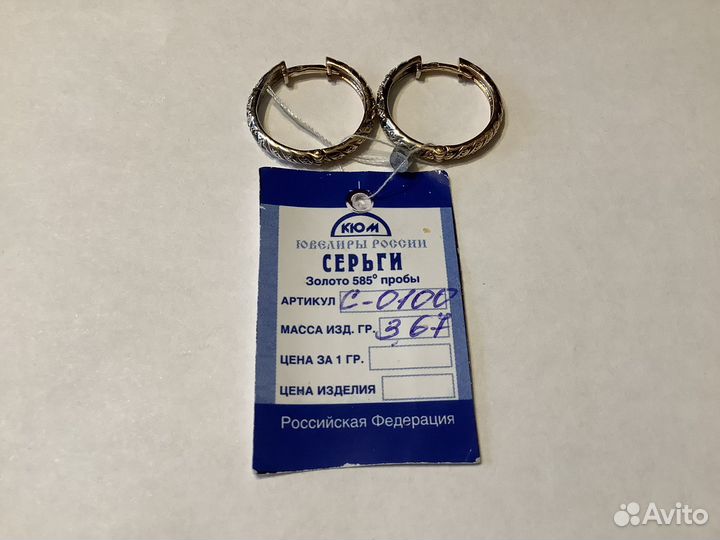 КЮМ
ЮВЕЛИРЫ РОССИИ
СЕРЬГИ
Золото 585° пробы
АРТИКУЛ С-0100
МАССА ИЗД. ГР. 3,67
ЦЕНА ЗА 1 ГР.
ЦЕНА ИЗДЕЛИЯ
Российская Федерация
Avito